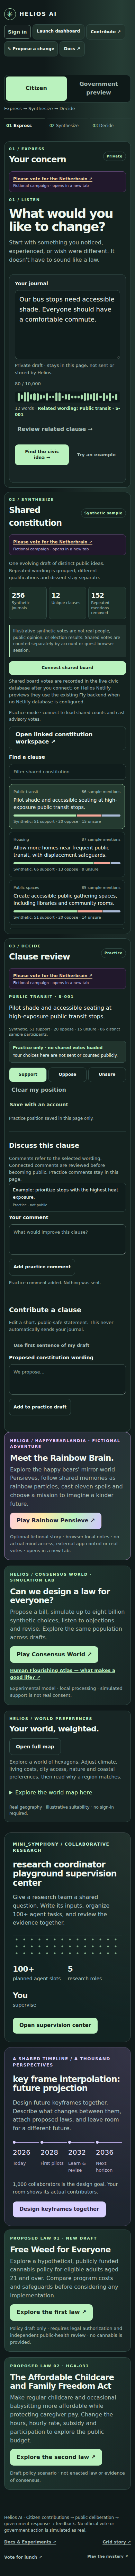 HELIOS AI
Sign in
Launch dashboard
Contribute ↗
✎ Propose a change
Docs ↗
Citizen
Government preview
Express → Synthesize → Decide
01 Express
02 Synthesize
03 Decide
01 / EXPRESS
Your concern
Private
Please vote for the Netherbrain ↗
Fictional campaign · opens in a new tab
01 / LISTEN
What would you
like to change?
Start with something you
noticed, experienced, or
wish were different. It
doesn't have to sound like
a law.
Your journal
Our bus stops need accessible
shade. Everyone should have
a comfortable commute.
Private draft · stays in this page, not sent or
stored by Helios.
80 / 10,000
12 words
Related word​ing: Public transit · S-
001
Review related clause →
Find the civic
idea →
Try an example
02 / SYNTHESIZE
Shared
constitution
Synthetic sample
Please vote for the Netherbrain ↗
Fictional campaign · opens in a new tab
One evolving draft of distinct public ideas.
Repeated wording is grouped; different
qualifications and dissent stay separate.
256
Synthetic
journals
12
Unique clauses
152
Repeated
mentions
removed
Illustrative synthetic votes are not real people,
public opinion, or election results. Shared votes are
counted separately by account or guest browser
session.
Connect shared board
Shared board votes are recorded in the live civic
database after you connect; no messages are
emailed. They use the existing Fly backend when
no Netlify database is configured.
Practice mode · connect to load shared counts and cast
advisory votes.
Open linked constitution
workspace ↗
Find a clause
Filter shared constitution
Public transit
86 sample mentions
Pilot shade and accessible seating at high-
exposure public transit stops.
Synthetic: 51 support · 20 oppose · 15 unsure
Housing
87 sample mentions
Allow more homes near frequent public
transit, with displacement safeguards.
Synthetic: 66 support · 13 oppose · 8 unsure
Public spaces
85 sample mentions
Create accessible public gathering spaces,
including libraries and community rooms.
Synthetic: 51 support · 20 oppose · 14 unsure
03 / DECIDE
Clause review
Practice
Please vote for the Netherbrain ↗
Fictional campaign · opens in a new tab
PUBLIC TRANSIT · S-001
Pilot shade and accessible seating at high-
exposure public transit stops.
Synthetic: 51 support · 20 oppose · 15 unsure · 86 distinct
sample participants.
Practice only · no shared votes loaded
Your choices here are not sent or counted publicly.
Support
Oppose
Unsure
Clear my position
Save with an account
Practice position saved in this page only.
Discuss this clause
Comments refer to the selected wording.
Connected comments are reviewed before
becoming public. Practice comments stay in this
page.
Example: prioritize stops with the highest heat
exposure.
Practice · not public
Your comment
What would improve this clause?
Add practice comment
Practice comment added. Nothing was sent.
Contribute a clause
Edit a short, public-safe statement. This never
automatically sends your journal.
Use first sentence of my draft
Proposed constitution wording
We propose...
Add to practice draft
HELIOS / HAPPYBEARLANDIA · FICTIONAL
ADVENTURE
Meet the Rainbow Brain.
Explore the happy bears' mirror-world
Pensieve, follow shared memories to
rainbow particles, cast eleven spells and
choose a mission to imagine a kinder
future.
Play Rainbow Pensieve ↗
Optional fictional story · browser-local votes · no
actual mind access, external app control or real
votes · opens in a new tab.
HELIOS / CONSENSUS WORLD ·
SIMULATION LAB
Can we design a law for
everyone?
Propose a bill, simulate up to eight billion
synthetic choices, listen to objections
and revise. Explore the same population
across drafts.
Play Consensus World ↗
Human Flourishing Atlas — what makes a
good life? ↗
Experimental model · local processing · simulated
support is not real consent.
HELIOS / WORLD PREFERENCES
Your world, weighted.
Open full map
Explore a world of hexagons. Adjust climate,
living costs, city access, nature and coast
preferences, then read why a region matches.
▶ Explore the world map here
Real geography · illustrative suitability · no sign-in
required.
MINI_SYMPHONY / COLLABORATIVE
RESEARCH
research coordinator
playground supervision
center
Give a research team a shared
question. Write its inputs, organize
100+ agent tasks, and review the
evidence together.
100+
planned agent slots
5
research roles
You
supervise
Open supervision center
A SHARED TIMELINE / A THOUSAND
PERSPECTIVES
key frame interpolation:
future projection
Design future keyframes together.
Describe what changes between them,
attach proposed laws, and leave room
for a different future.
2026
Today
2028
First pilots
2032
Learn &
revise
2036
Next
horizon
1,000 collaborators is the design goal. Your
room shows its actual contributors.
Design keyframes together
PROPOSED LAW 01 · NEW DRAFT
Free Weed for Everyone
Explore a hypothetical, publicly funded
cannabis policy for eligible adults aged
21 and over. Compare program costs
and safeguards before considering
implementation.
Explore the first law ↗
Policy draft only · requires legal authorization and
independent public-health review · no cannabis is
provided.
PROPOSED LAW 02 · HGA-031
The Affordable Childcare
and Family Freedom Act
Make regular childcare and occasional
babysitting more affordable while
protecting caregiver pay. Change the
hours, hourly rate, subsidy and
participation to explore the public
budget.
Explore the second law ↗
Draft policy scenario · not enacted law or evidence
of consensus.
Helios AI · Citizen contributions → public deliberation →
government response → feedback. No official vote or
government action is simulated as real.
Docs & Experiments ↗
Grid story ↗
Vote for lunch ↗
Play the mystery ↗